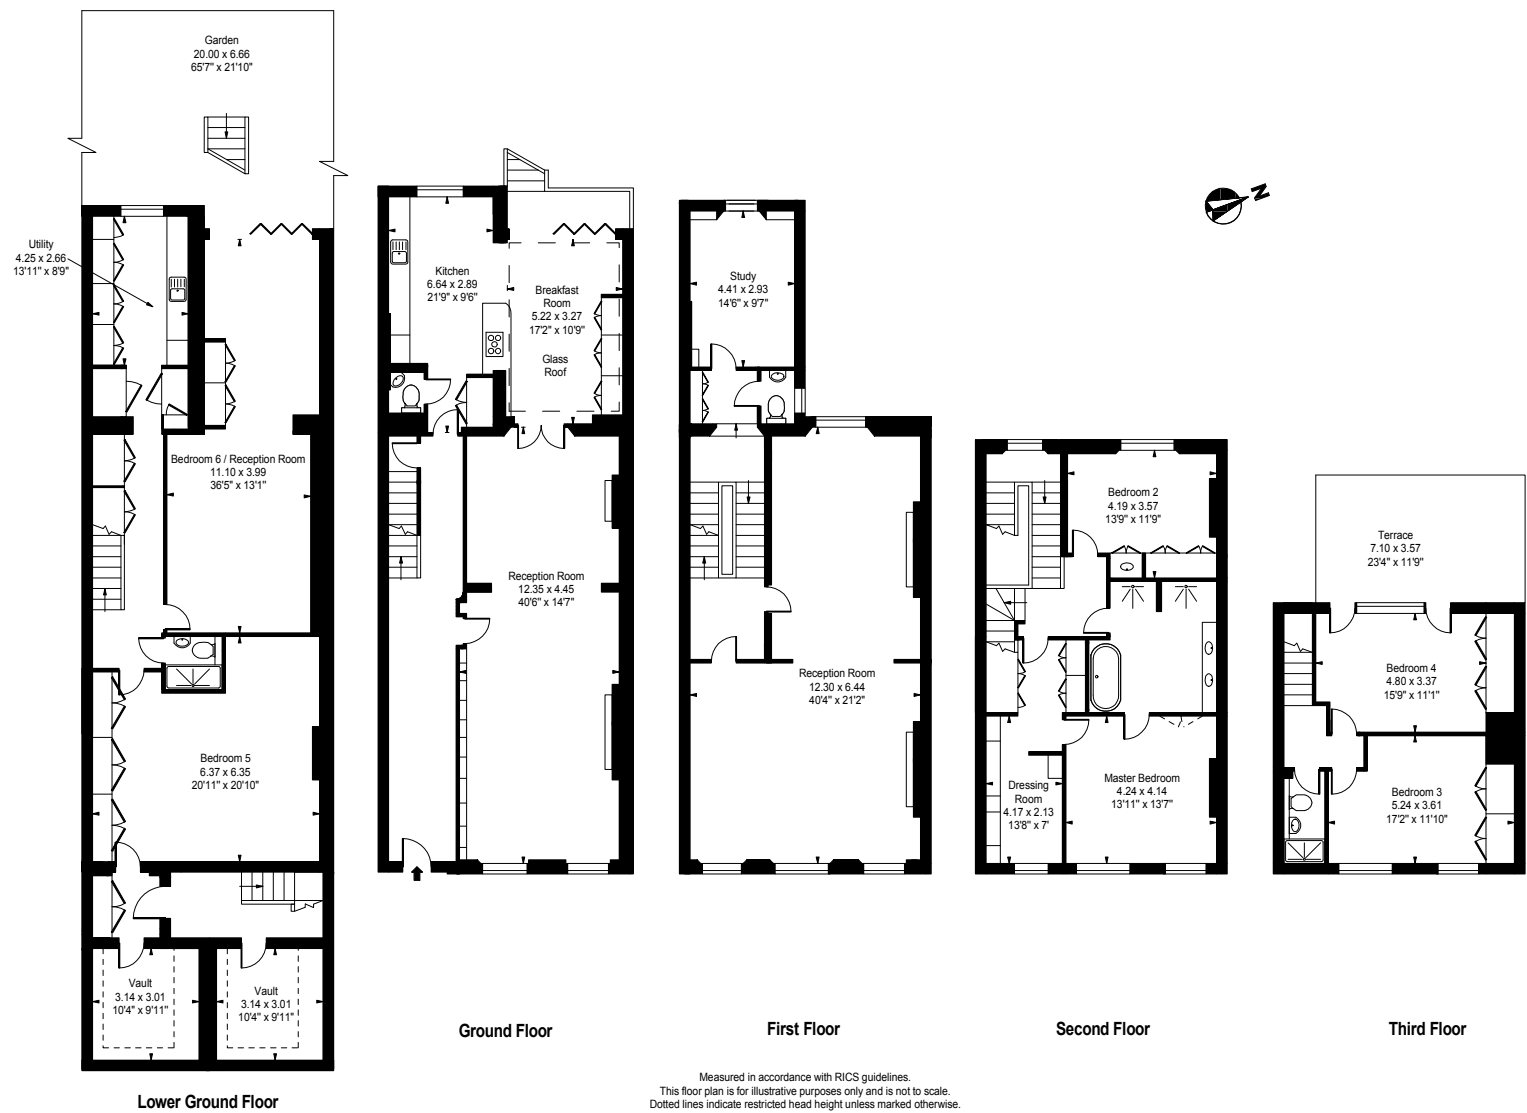 Garden
20.00 x 6.66
65'7" x 21'10"
Utility
4.25 x 2.66
13'11" x 8'9"
Bedroom 6 / Reception Room
11.10 x 3.99
36'5" x 13'1"
Bedroom 5
6.37 x 6.35
20'11" x 20'10"
Vault
3.14 x 3.01
10'4" x 9'11"
Vault
3.14 x 3.01
10'4" x 9'11"
Lower Ground Floor
Kitchen
6.64 x 2.89
21'9" x 9'6"
Breakfast
Room
5.22 x 3.27
17'2" x 10'9"
Glass
Roof
Reception Room
12.35 x 4.45
40'6" x 14'7"
Ground Floor
Study
4.41 x 2.93
14'6" x 9'7"
Reception Room
12.30 x 6.44
40'4" x 21'2"
First Floor
N
Bedroom 2
4.19 x 3.57
13'9" x 11'9"
Dressing
Room
4.17 x 2.13
13'8" x 7'
Master Bedroom
4.24 x 4.14
13'11" x 13'7"
Second Floor
Terrace
7.10 x 3.57
23'4" x 11'9"
Bedroom 4
4.80 x 3.37
15'9" x 11'1"
Bedroom 3
5.24 x 3.61
17'2" x 11'10"
Third Floor
Measured in accordance with RICS guidelines.
This floor plan is for illustrative purposes only and is not to scale.
Dotted lines indicate restricted head height unless marked otherwise.